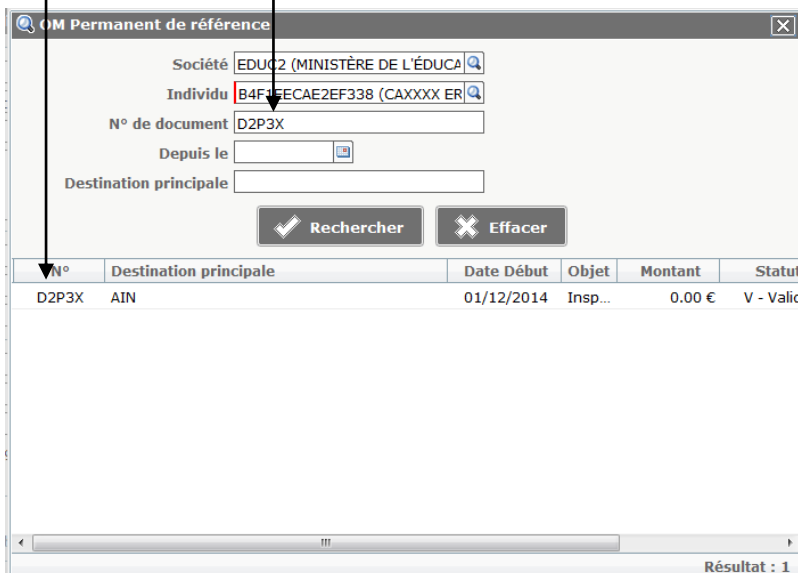 OM Permanent de référence
Société EDUC2 (MINISTÈRE DE L'ÉDUCA
Individu B4F1EECAE2EF338 (CAXXXX ER
N° de document D2P3X
Depuis le
Destination principale
Rechercher Effacer
N° Destination principale Date Début Objet Montant Statut
D2P3X AIN 01/12/2014 Insp... 0.00 € V - Valid
Résultat : 1